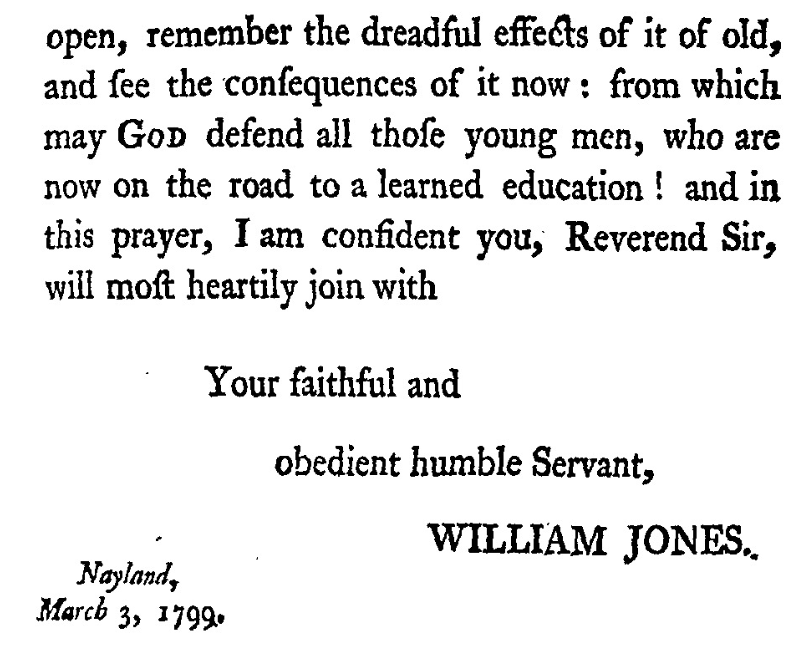 open, remember the dreadful effects of it of old,
and ſee the conſequences of it now : from which
may GOD defend all thoſe young men, who are
now on the road to a learned education ! and in
this prayer, I am confident you, Reverend Sir,
will moſt heartily join with
Your faithful and
obedient humble Servant,
WILLIAM JONES.
Nayland,
March 3, 1799.